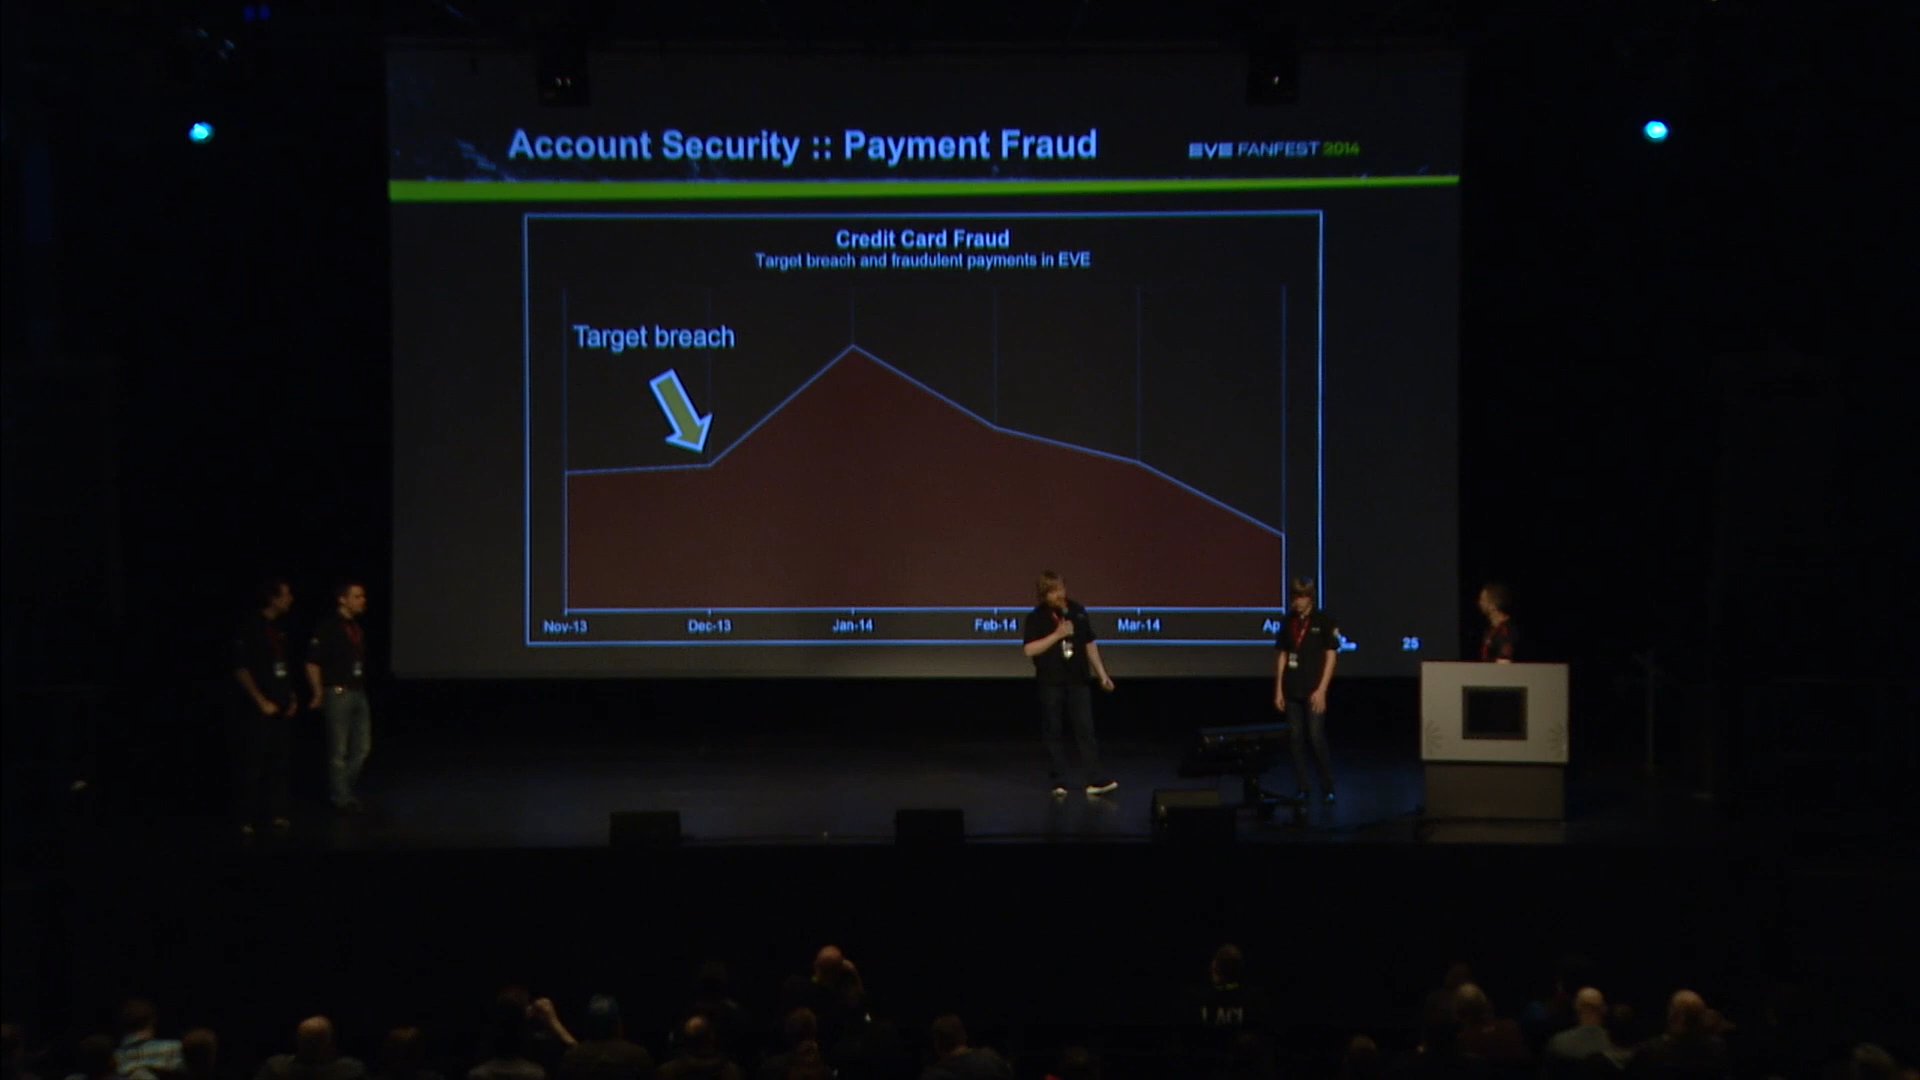 Account Security :: Payment Fraud
EVE FANFEST 2014
Credit Card Fraud
Target breach and fraudulent payments in EVE
Target breach
Nov-13 Dec-13 Jan-14 Feb-14 Mar-14
25